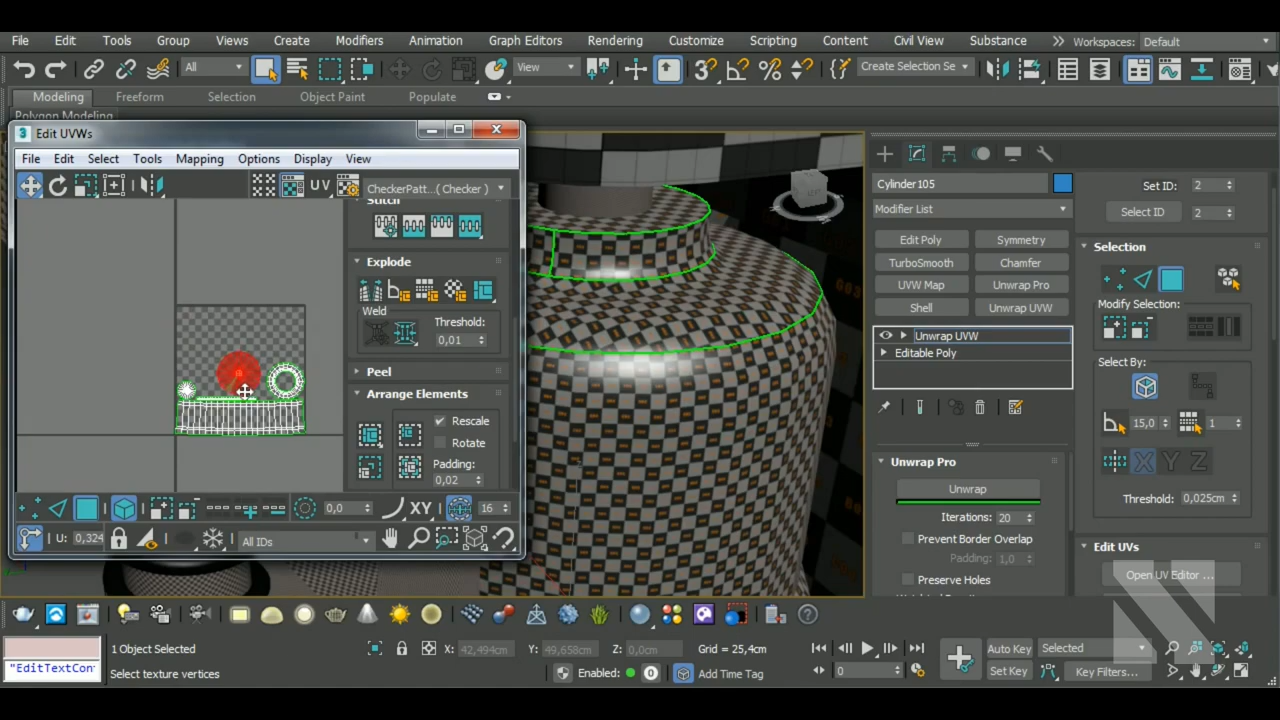 File Edit Tools Group Views Create Modifiers Animation Graph Editors Rendering Customize Scripting Content Civil View Substance Workspaces: Default
All View Create Selection Se
Modeling Freeform Selection Object Paint Populate
Polygon Modeling
Edit UVWs
File Edit Select Tools Mapping Options Display View
UV CheckerPatt...( Checker )
Stitch
Explode
Weld Threshold:
0,01
Peel
Arrange Elements
Rescale
Rotate
Padding:
0,02
0,0 XY 16
U: 0,324 All IDs
Cylinder105
Modifier List
Edit Poly Symmetry
TurboSmooth Chamfer
UVW Map Unwrap Pro
Shell Unwrap UVW
Unwrap UVW
Editable Poly
Unwrap Pro
Unwrap
Iterations: 20
Prevent Border Overlap
Padding: 1,0
Preserve Holes
Set ID: 2
Select ID 2
Selection
Modify Selection:
Select By:
15,0 1
X Y Z
Threshold: 0,025cm
Edit UVs
Open UV Editor ...
"EditTextCon
1 Object Selected
Select texture vertices
X: 42,494cm Y: 49,658cm Z: 0,0cm Grid = 25,4cm
Enabled: 0 Add Time Tag
0
Auto Key Selected
Set Key Key Filters...